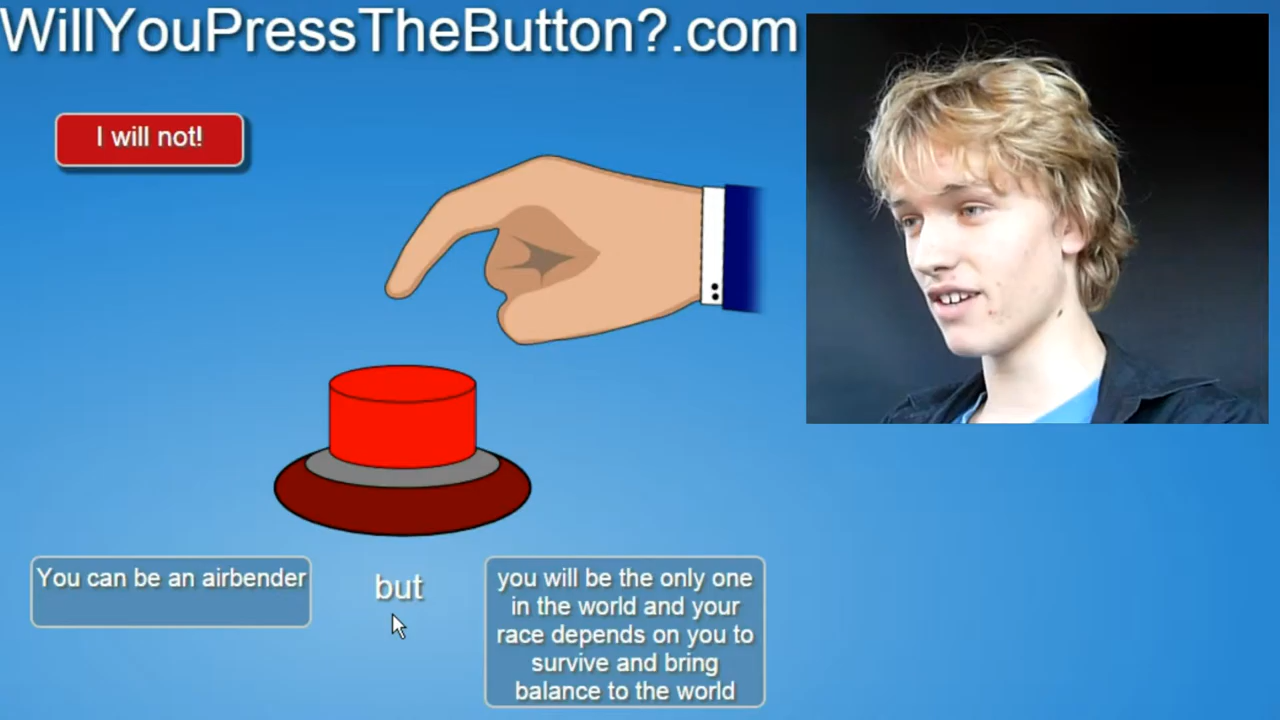 WillYouPressTheButton?.com
I will not!
You can be an airbender
but
you will be the only one
in the world and your
race depends on you to
survive and bring
balance to the world